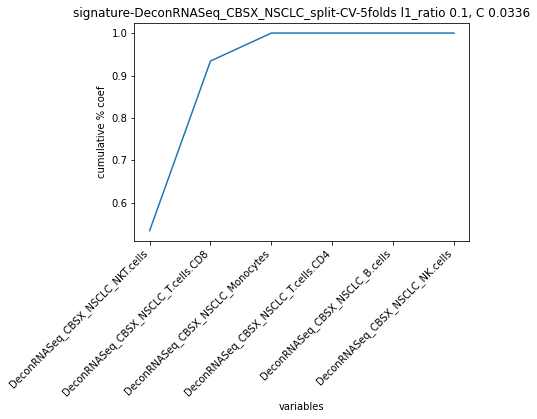 signature-DeconRNASeq_CBSX_NSCLC_split-CV-5folds l1_ratio 0.1, C 0.0336
cumulative % coef
1.0
0.9
0.8
0.7
0.6
DeconRNASeq_CBSX_NSCLC_NKT.cells
DeconRNASeq_CBSX_NSCLC_T.cells.CD8
DeconRNASeq_CBSX_NSCLC_Monocytes
DeconRNASeq_CBSX_NSCLC_T.cells.CD4
DeconRNASeq_CBSX_NSCLC_B.cells
DeconRNASeq_CBSX_NSCLC_NK.cells
variables